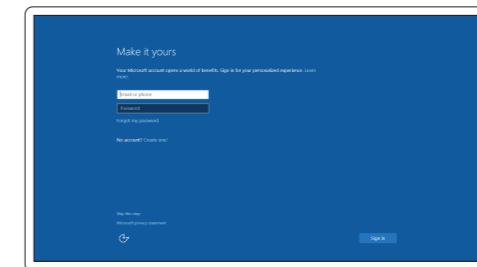 Make it yours
Your Microsoft account opens a world of benefits. Sign in for your personalized experience. Learn
more.
Email or phone
Password
Forgot my password
No account? Create one!
Skip this step
Microsoft privacy statement
Sign in